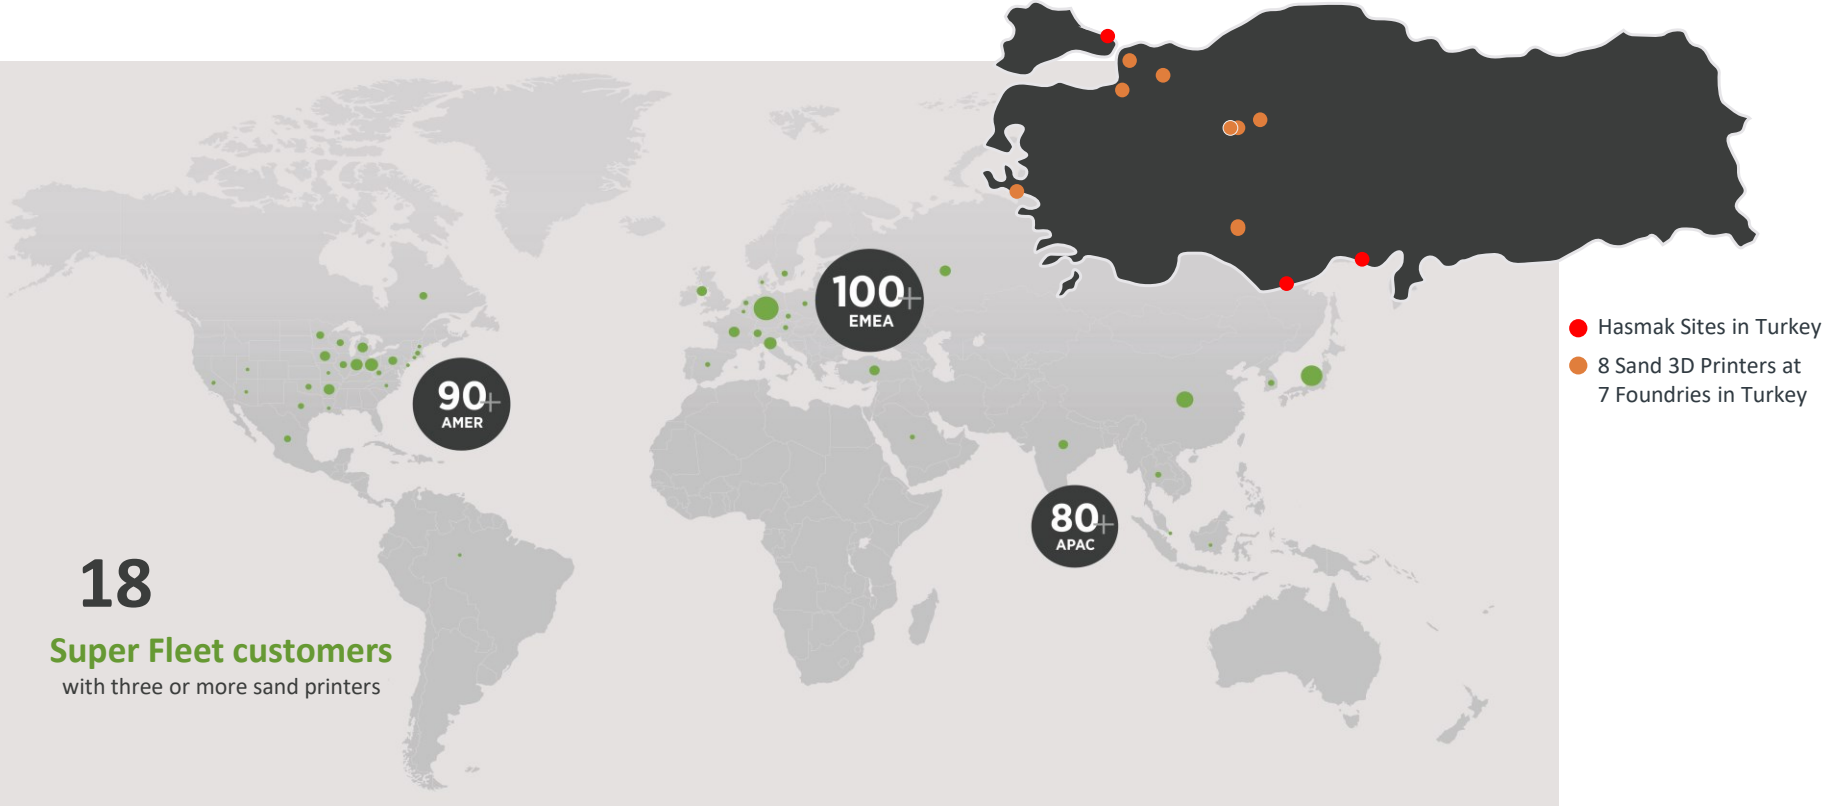 100+
EMEA
90+
AMER
80+
APAC
18
Super Fleet customers
with three or more sand printers
Hasmak Sites in Turkey
8 Sand 3D Printers at
7 Foundries in Turkey